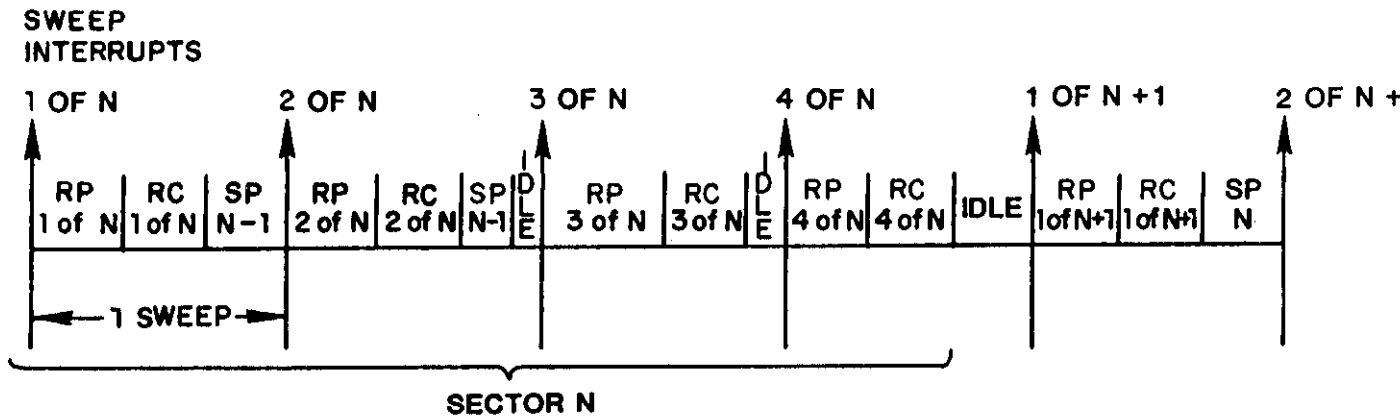 SWEEP
INTERRUPTS
1 OF N
2 OF N
3 OF N
4 OF N
1 OF N +1
2 OF N +
RP
1 of N
RC
1 of N
SP
N-1
RP
2 of N
RC
2 of N
SP
N-1
IDLE
RP
3 of N
RC
3 of N
IDLE
RP
4 of N
RC
4 of N
IDLE
RP
1 of N+1
RC
1 of N+1
SP
N
1 SWEEP
SECTOR N